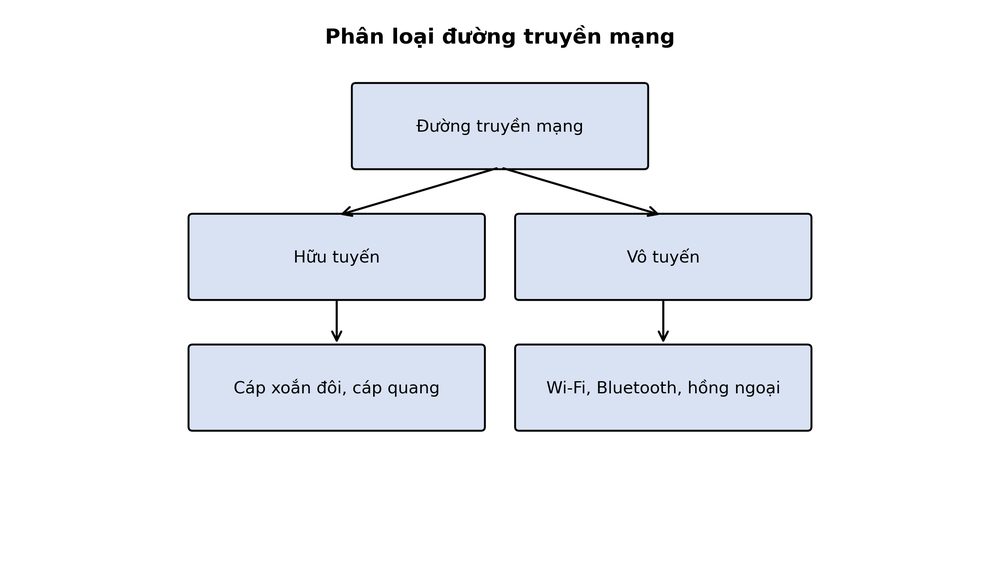 Phân loại đường truyền mạng
Đường truyền mạng
Hữu tuyến
Vô tuyến
Cáp xoắn đôi, cáp quang
Wi-Fi, Bluetooth, hồng ngoại